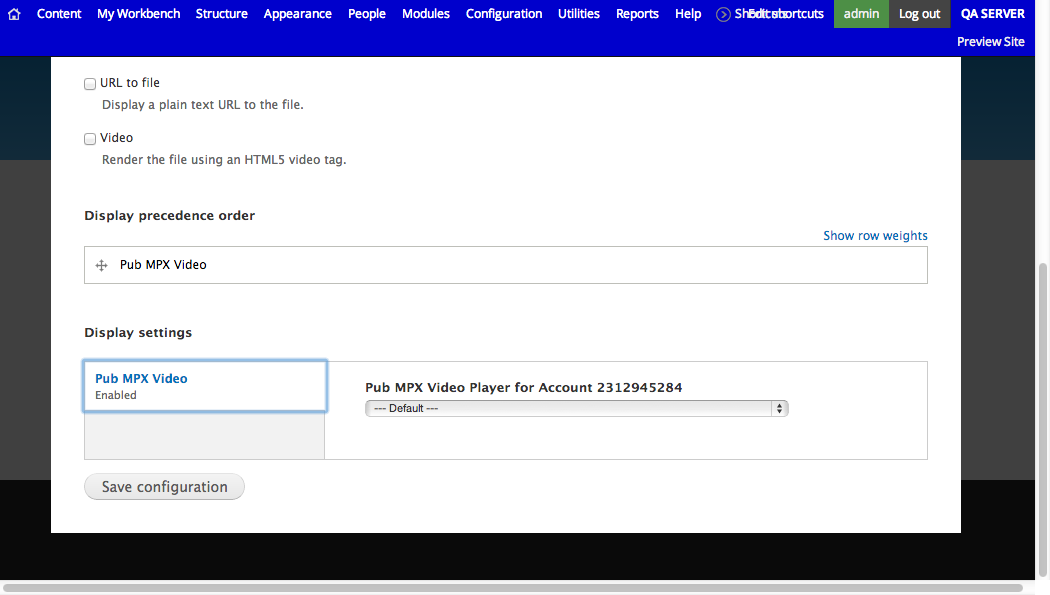 Content My Workbench Structure Appearance People Modules Configuration Utilities Reports Help Edit shortcuts admin Log out QA SERVER
Preview Site
URL to file
Display a plain text URL to the file.
Video
Render the file using an HTML5 video tag.
Display precedence order
Show row weights
Pub MPX Video
Display settings
Pub MPX Video
Enabled
Pub MPX Video Player for Account 2312945284
--- Default ---
Save configuration